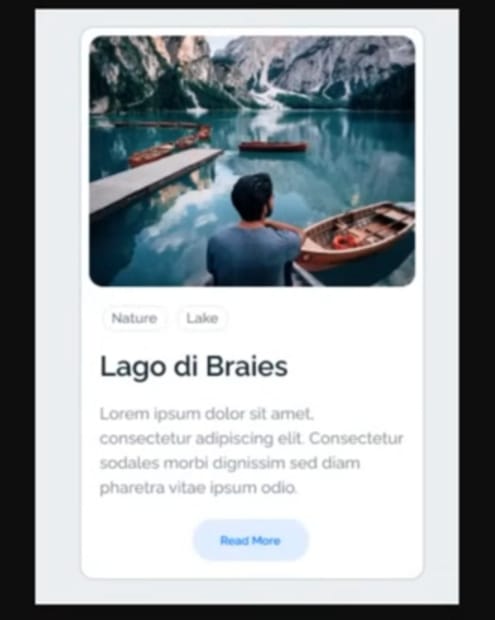 Nature Lake
Lago di Braies
Lorem ipsum dolor sit amet,
consectetur adipiscing elit. Consectetur
sodales morbi dignissim sed diam
pharetra vitae ipsum odio.
Read More